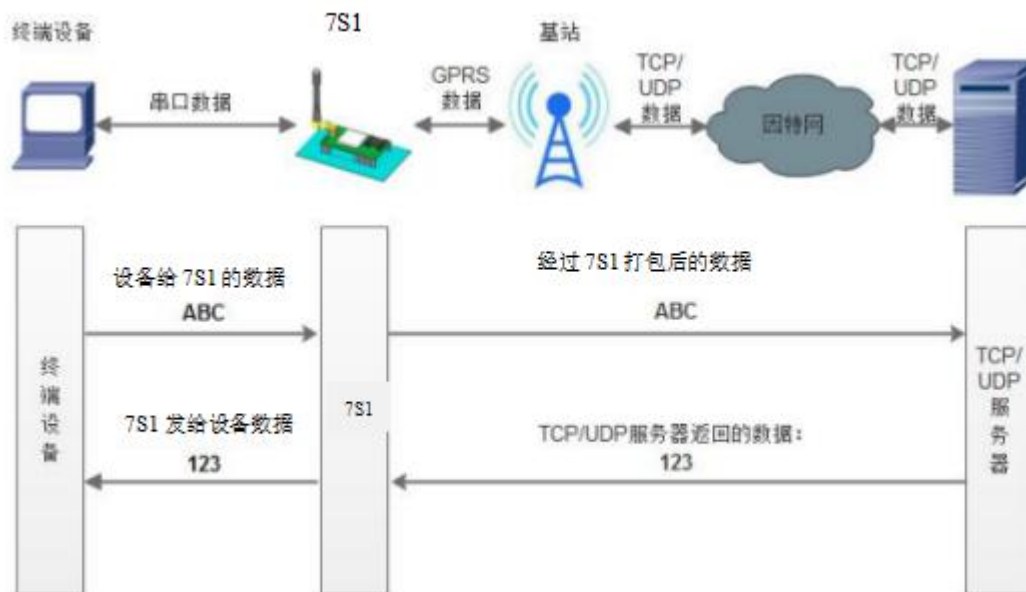 终端设备
7S1
基站
串口数据
GPRS
数据
TCP/
UDP
数据
因特网
TCP/
UDP
数据
设备给 7S1 的数据
ABC
经过 7S1 打包后的数据
ABC
终端设备
7S1
TCP/
UDP
服务器
7S1 发给设备数据
123
TCP/UDP服务器返回的数据：
123